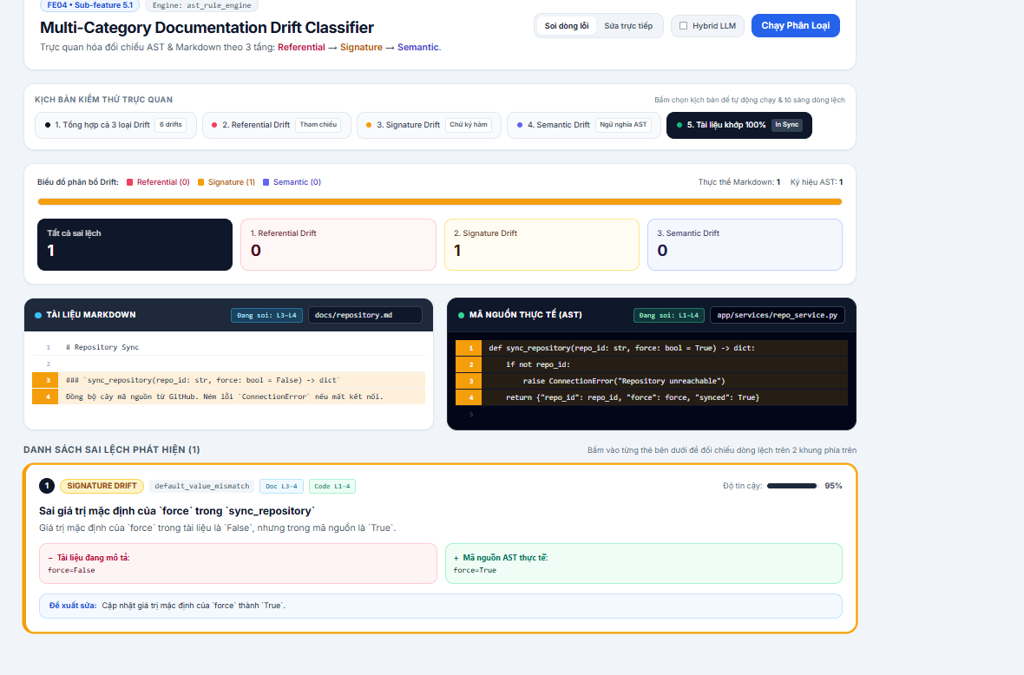 FE04 • Sub-feature 5.1 Engine: ast_rule_engine
Multi-Category Documentation Drift Classifier
Trực quan hóa đối chiếu AST & Markdown theo 3 tầng: Referential → Signature → Semantic.
Soi dòng lỗi Sửa trực tiếp Hybrid LLM Chạy Phân Loại
KỊCH BẢN KIỂM THỬ TRỰC QUAN
Bấm chọn kịch bản để tự động chạy & tô sáng dòng lệch
1. Tổng hợp cả 3 loại Drift 6 drifts
2. Referential Drift Tham chiếu
3. Signature Drift Chữ ký hàm
4. Semantic Drift Ngữ nghĩa AST
5. Tài liệu khớp 100% In Sync
Biểu đồ phân bổ Drift: Referential (0) Signature (1) Semantic (0)
Thực thể Markdown: 1 Ký hiệu AST: 1
Tất cả sai lệch
1
1. Referential Drift
0
2. Signature Drift
1
3. Semantic Drift
0
TÀI LIỆU MARKDOWN Đang soi: L3–L4 docs/repository.md
1 # Repository Sync
2
3 ### `sync_repository(repo_id: str, force: bool = False) -> dict`
4 Đồng bộ cây mã nguồn từ GitHub. Ném lỗi `ConnectionError` nếu mất kết nối.
MÃ NGUỒN THỰC TẾ (AST) Đang soi: L1–L4 app/services/repo_service.py
1 def sync_repository(repo_id: str, force: bool = True) -> dict:
2 if not repo_id:
3 raise ConnectionError("Repository unreachable")
4 return {"repo_id": repo_id, "force": force, "synced": True}
5
DANH SÁCH SAI LỆCH PHÁT HIỆN (1)
Bấm vào từng thẻ bên dưới để đối chiếu dòng lệch trên 2 khung phía trên
1 SIGNATURE DRIFT default_value_mismatch Doc L3-4 Code L1-4
Độ tin cậy: 95%
Sai giá trị mặc định của `force` trong `sync_repository`
Giá trị mặc định của `force` trong tài liệu là `False`, nhưng trong mã nguồn là `True`.
− Tài liệu đang mô tả:
force=False
+ Mã nguồn AST thực tế:
force=True
Đề xuất sửa: Cập nhật giá trị mặc định của `force` thành `True`.